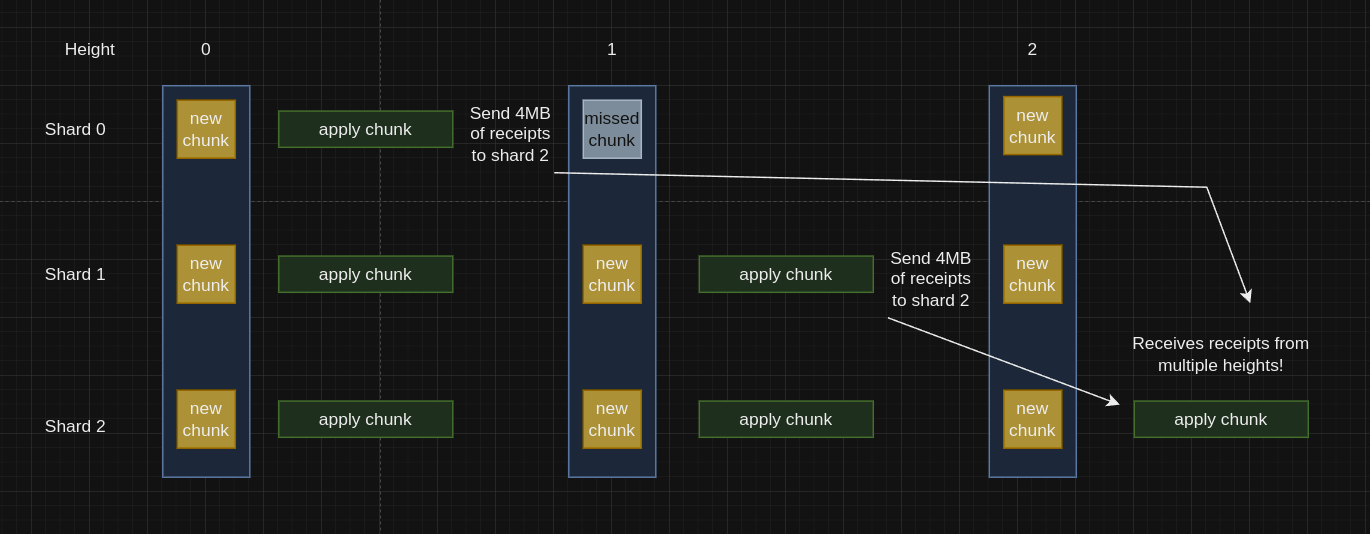 Height 0 1 2
Shard 0
new
chunk
apply chunk
Send 4MB
of receipts
to shard 2
missed
chunk
new
chunk
Shard 1
new
chunk
apply chunk
new
chunk
apply chunk
Send 4MB
of receipts
to shard 2
new
chunk
Receives receipts from
multiple heights!
Shard 2
new
chunk
apply chunk
new
chunk
apply chunk
new
chunk
apply chunk